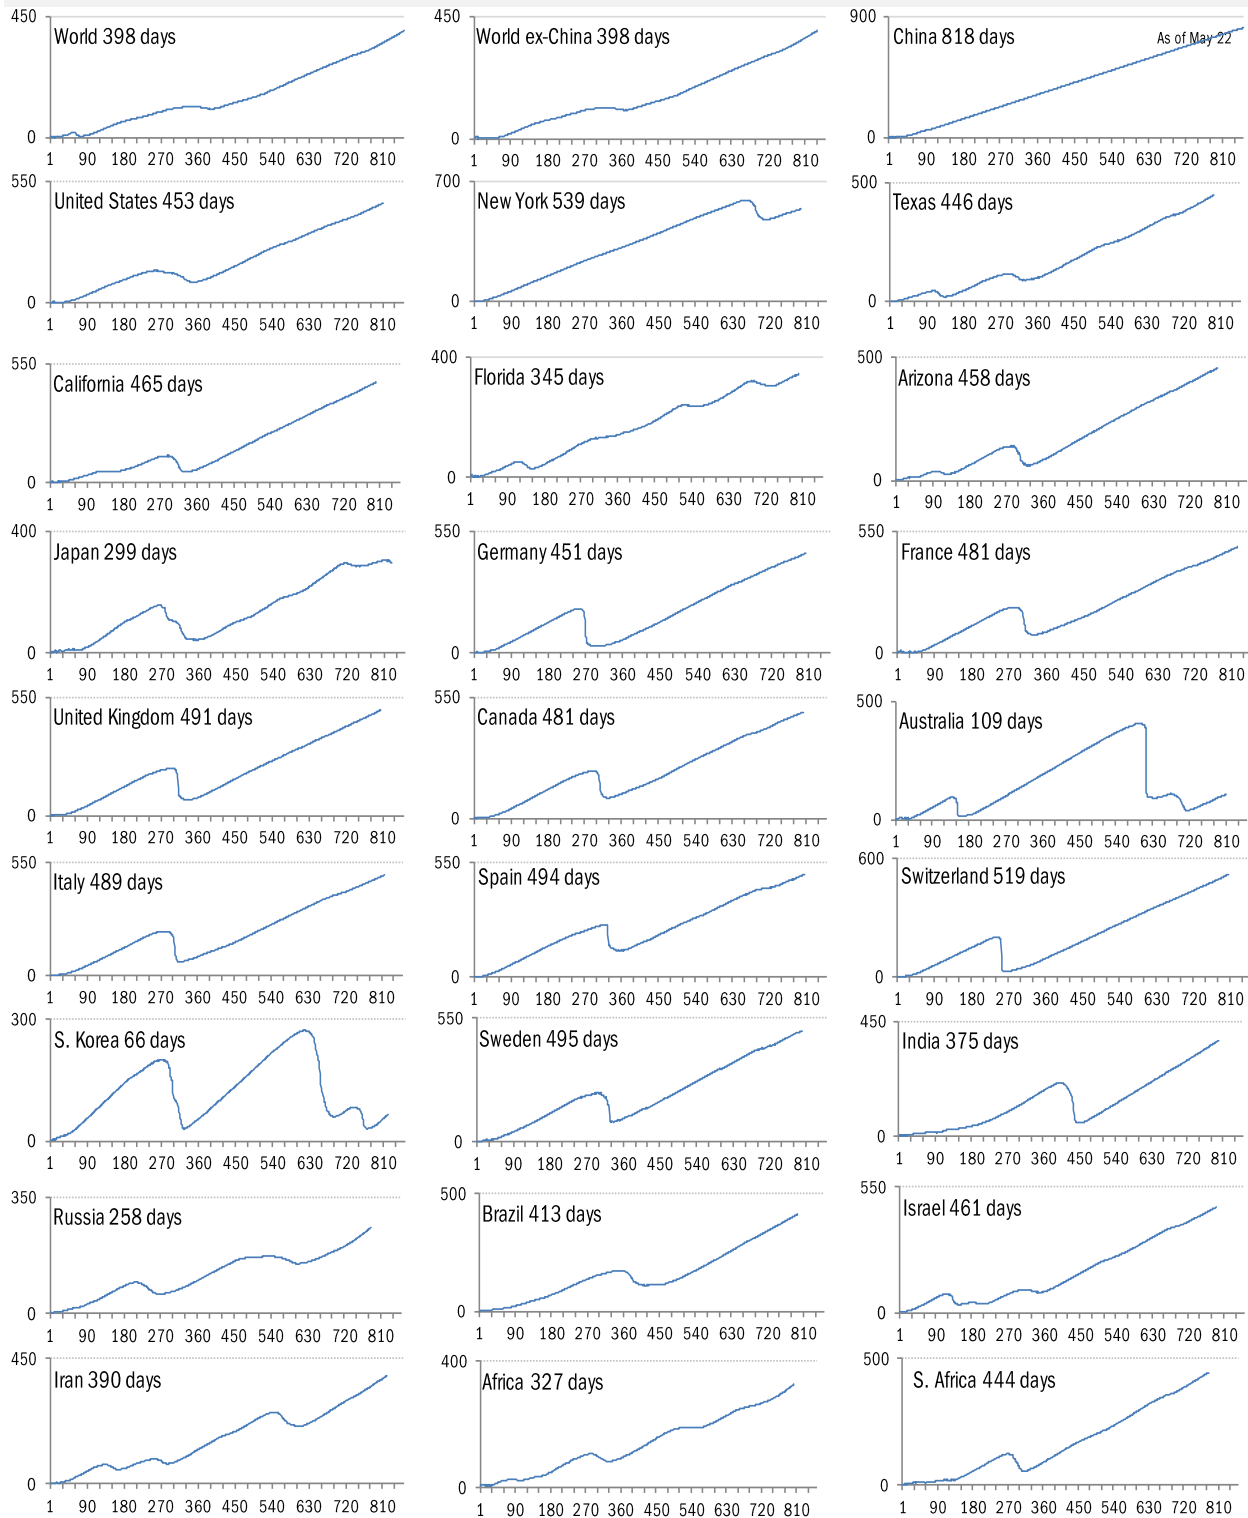 450 450 900
World 398 days World ex-China 398 days China 818 days As of May 22
0 0 0
1 90 180 270 360 450 540 630 720 810 1 90 180 270 360 450 540 630 720 810 1 90 180 270 360 450 540 630 720 810
550 700 500
United States 453 days New York 539 days Texas 446 days
0 0 0
1 90 180 270 360 450 540 630 720 810 1 90 180 270 360 450 540 630 720 810 1 90 180 270 360 450 540 630 720 810
550 400 500
California 465 days Florida 345 days Arizona 458 days
0 0 0
1 90 180 270 360 450 540 630 720 810 1 90 180 270 360 450 540 630 720 810 1 90 180 270 360 450 540 630 720 810
400 550 550
Japan 299 days Germany 451 days France 481 days
0 0 0
1 90 180 270 360 450 540 630 720 810 1 90 180 270 360 450 540 630 720 810 1 90 180 270 360 450 540 630 720 810
550 550 500
United Kingdom 491 days Canada 481 days Australia 109 days
0 0 0
1 90 180 270 360 450 540 630 720 810 1 90 180 270 360 450 540 630 720 810 1 90 180 270 360 450 540 630 720 810
550 550 600
Italy 489 days Spain 494 days Switzerland 519 days
0 0 0
1 90 180 270 360 450 540 630 720 810 1 90 180 270 360 450 540 630 720 810 1 90 180 270 360 450 540 630 720 810
300 550 450
S. Korea 66 days Sweden 495 days India 375 days
0 0 0
1 90 180 270 360 450 540 630 720 810 1 90 180 270 360 450 540 630 720 810 1 90 180 270 360 450 540 630 720 810
350 500 550
Russia 258 days Brazil 413 days Israel 461 days
0 0 0
1 90 180 270 360 450 540 630 720 810 1 90 180 270 360 450 540 630 720 810 1 90 180 270 360 450 540 630 720 810
450 400 500
Iran 390 days Africa 327 days S. Africa 444 days
0 0 0
1 90 180 270 360 450 540 630 720 810 1 90 180 270 360 450 540 630 720 810 1 90 180 270 360 450 540 630 720 810